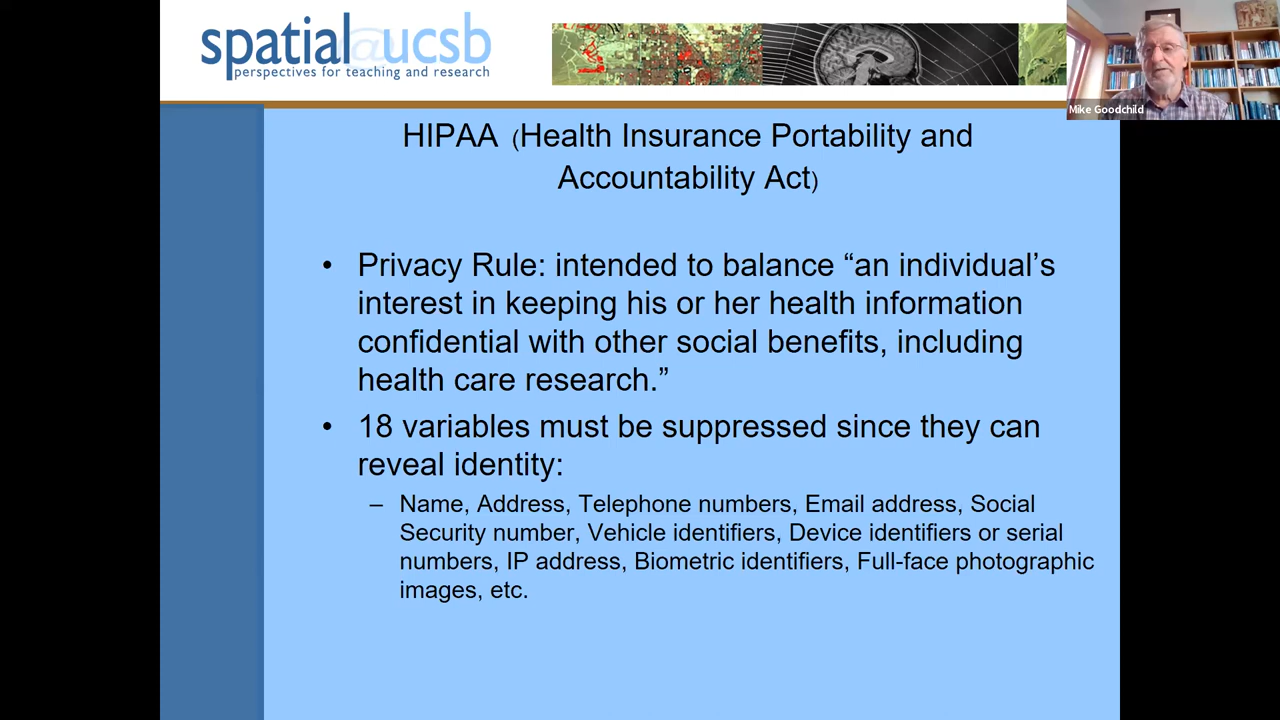 spatial@ucsb
perspectives for teaching and research
Mike Goodchild
HIPAA (Health Insurance Portability and
Accountability Act)
• Privacy Rule: intended to balance “an individual’s
interest in keeping his or her health information
confidential with other social benefits, including
health care research.”
• 18 variables must be suppressed since they can
reveal identity:
– Name, Address, Telephone numbers, Email address, Social
Security number, Vehicle identifiers, Device identifiers or serial
numbers, IP address, Biometric identifiers, Full-face photographic
images, etc.